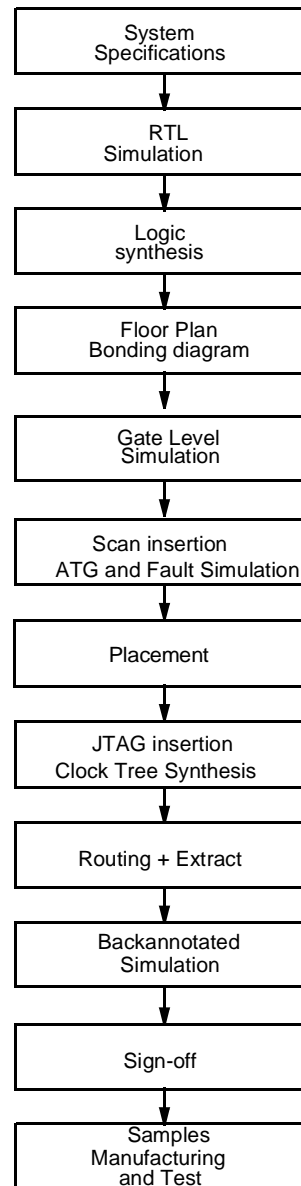 System
Specifications
RTL
Simulation
Logic
synthesis
Floor Plan
Bonding diagram
Gate Level
Simulation
Scan insertion
ATG and Fault Simulation
Placement
JTAG insertion
Clock Tree Synthesis
Routing + Extract
Backannotated
Simulation
Sign-off
Samples
Manufacturing
and Test